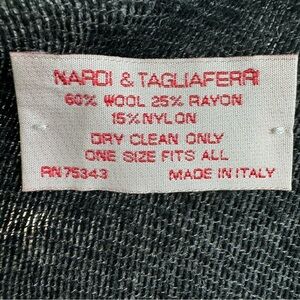 NARDI & TAGLIAFERRI
60% WOOL 25% RAYON
15% NYLON
DRY CLEAN ONLY
ONE SIZE FITS ALL
RN 75343 MADE IN ITALY